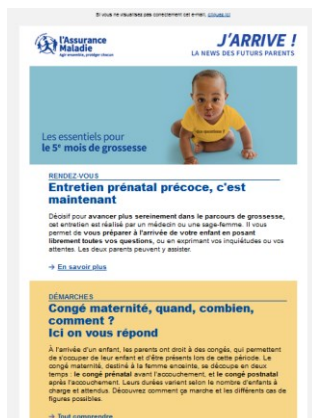 Si vous ne visualisez pas correctement cet e-mail, cliquez ici
l'Assurance
Maladie
Agir ensemble, protéger chacun
J'ARRIVE !
LA NEWS DES FUTURS PARENTS
Les essentiels pour
le 5e mois de grossesse
RENDEZ-VOUS
Entretien prénatal précoce, c'est
maintenant
Décisif pour avancer plus sereinement dans le parcours de grossesse,
cet entretien est réalisé par un médecin ou une sage-femme. Il vous
permet de vous préparer à l'arrivée de votre enfant en posant
librement toutes vos questions, ou en exprimant vos inquiétudes ou vos
attentes. Les deux parents peuvent y assister.
→ En savoir plus
DÉMARCHES
Congé maternité, quand, combien,
comment ?
Ici on vous répond
À l'arrivée d'un enfant, les parents ont droit à des congés, qui permettent
de s'occuper de leur enfant et d'être présents lors de cette période. Le
congé maternité, destiné à la femme enceinte, se découpe en deux
temps : le congé prénatal avant l'accouchement, et le congé postnatal
après l'accouchement. Leurs durées varient selon le nombre d'enfants à
charge et attendus. Découvrez comment ça marche et les différents cas de
figures possibles.
→ Tout comprendre